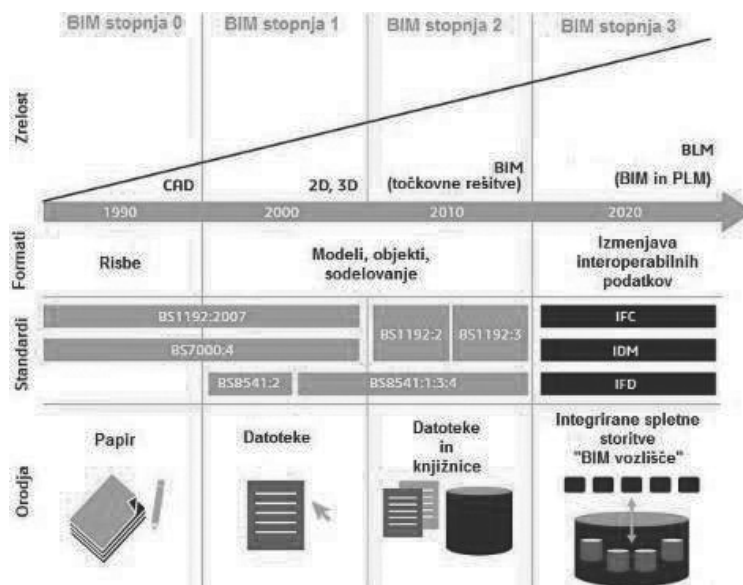 BIM stopnja 0
BIM stopnja 1
BIM stopnja 2
BIM stopnja 3
Zrelost
CAD
2D, 3D
BIM
(točkovne rešitve)
BLM
(BIM in PLM)
1990
2000
2010
2020
Formati
Risbe
Modeli, objekti,
sodelovanje
Izmenjava
interoperabilnih
podatkov
Standardi
BS1192:2007
BS7000:4
BS1192:2
BS1192:3
BS8541:2
BS8541:1:3:4
IFC
IDM
IFD
Orodja
Papir
Datoteke
Datoteke
in
knjižnice
Integrirane spletne
storitve
"BIM vozlišče"